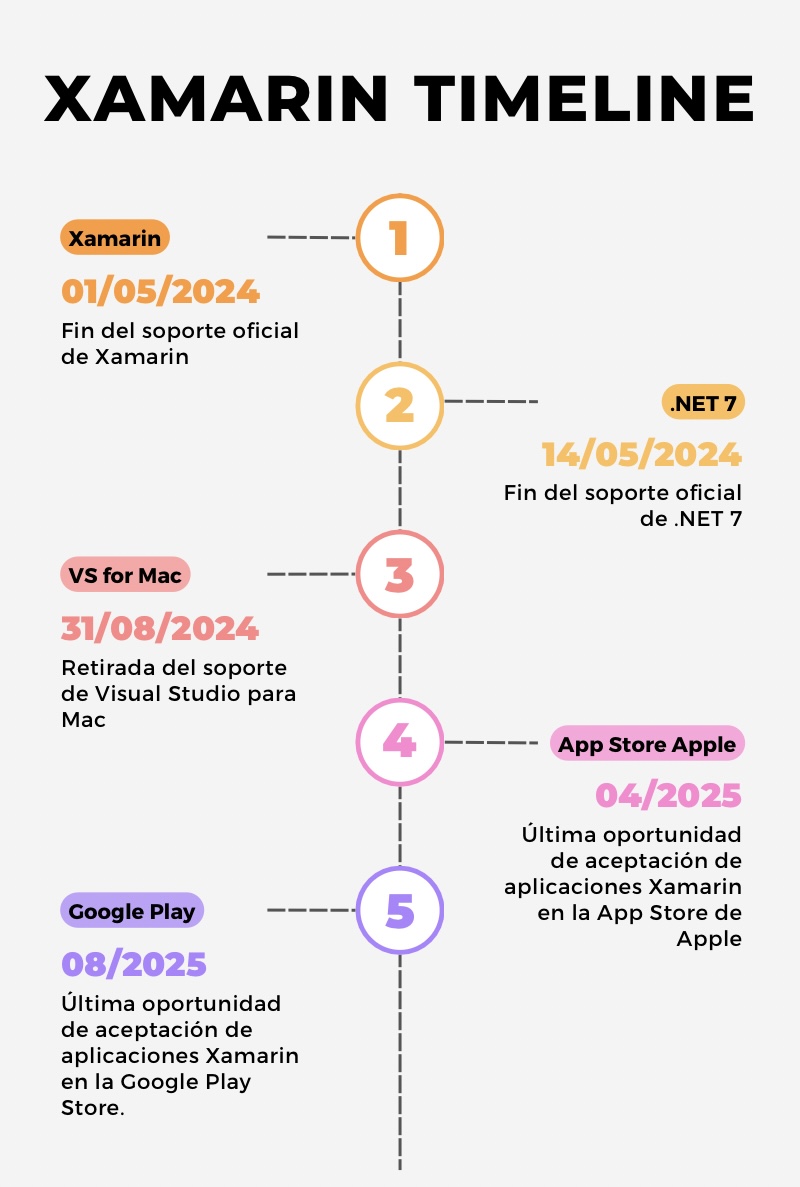 XAMARIN TIMELINE
1
Xamarin
01/05/2024
Fin del soporte oficial
de Xamarin
2
.NET 7
14/05/2024
Fin del soporte oficial
de .NET 7
3
VS for Mac
31/08/2024
Retirada del soporte
de Visual Studio para
Mac
4
App Store Apple
04/2025
Última oportunidad
de aceptación de
aplicaciones Xamarin
en la App Store de
Apple
5
Google Play
08/2025
Última oportunidad
de aceptación de
aplicaciones Xamarin
en la Google Play
Store.